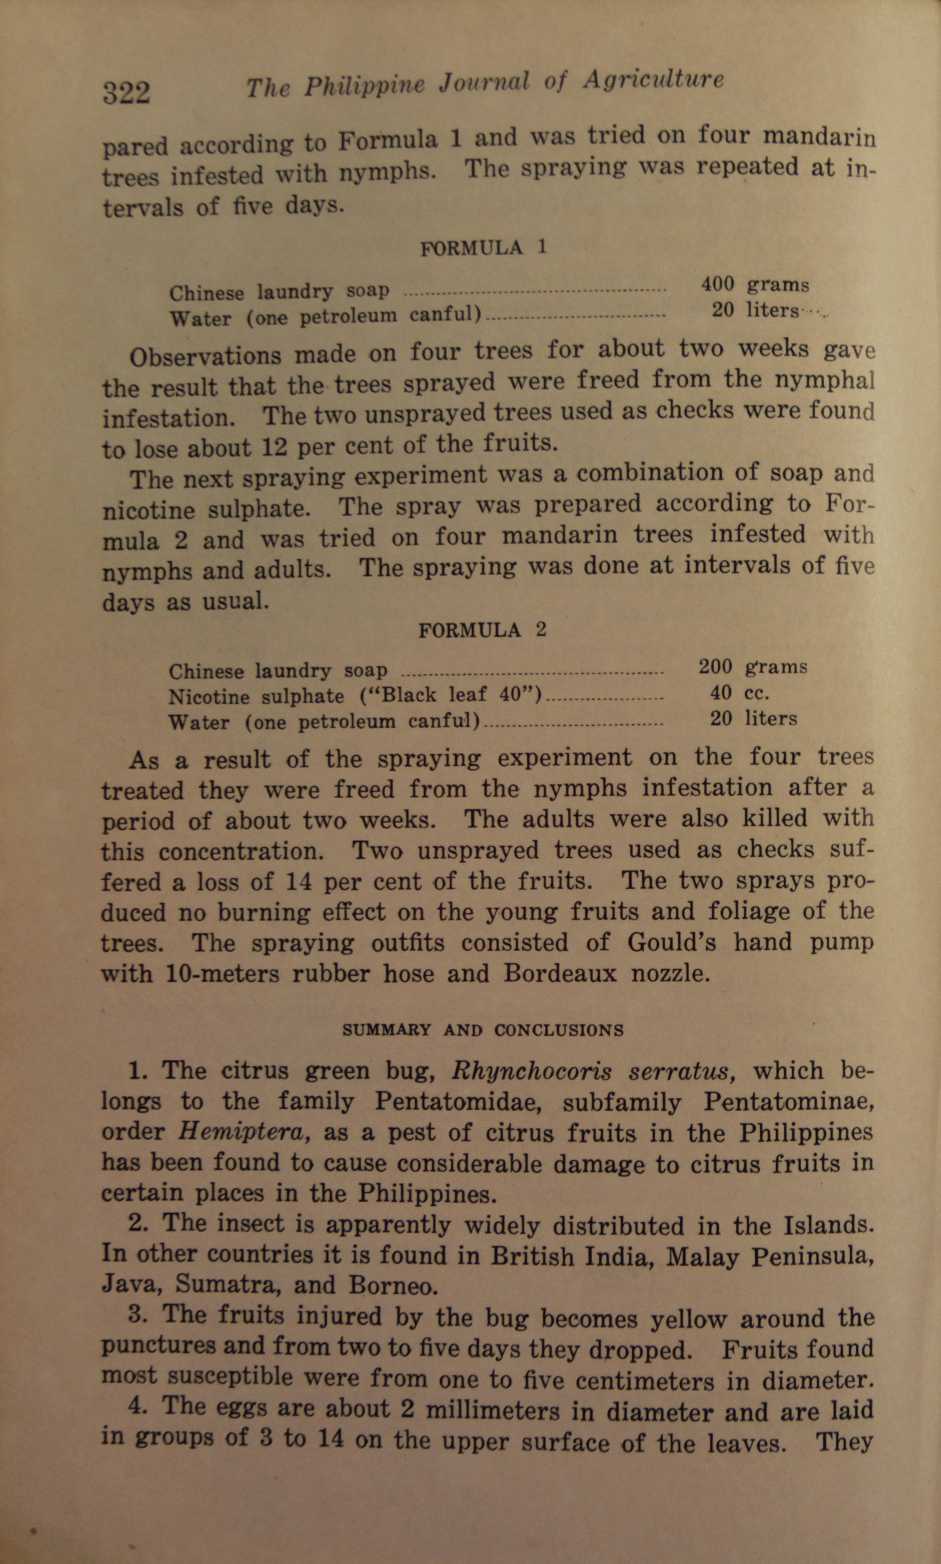 322 The Philippine Journal of Agriculture
pared according to Formula 1 and was tried on four mandarin
trees infested with nymphs. The spraying was repeated at in-
tervals of five days.
FORMULA 1
Chinese laundry soap ............................................ 400 grams
Water (one petroleum canful)............................... 20 liters
Observations made on four trees for about two weeks gave
the result that the trees sprayed were freed from the nymphal
infestation. The two unsprayed trees used as checks were found
to lose about 12 per cent of the fruits.
The next spraying experiment was a combination of soap and
nicotine sulphate. The spray was prepared according to For-
mula 2 and was tried on four mandarin trees infested with
nymphs and adults. The spraying was done at intervals of five
days as usual.
FORMULA 2
Chinese laundry soap ............................................ 200 grams
Nicotine sulphate (“Black leaf 40”).................... 40 cc.
Water (one petroleum canful)............................... 20 liters
As a result of the spraying experiment on the four trees
treated they were freed from the nymphs infestation after a
period of about two weeks. The adults were also killed with
this concentration. Two unsprayed trees used as checks suf-
fered a loss of 14 per cent of the fruits. The two sprays pro-
duced no burning effect on the young fruits and foliage of the
trees. The spraying outfits consisted of Gould’s hand pump
with 10-meters rubber hose and Bordeaux nozzle.
SUMMARY AND CONCLUSIONS
1. The citrus green bug, Rhynchocoris serratus, which be-
longs to the family Pentatomidae, subfamily Pentatominae,
order Hemiptera, as a pest of citrus fruits in the Philippines
has been found to cause considerable damage to citrus fruits in
certain places in the Philippines.
2. The insect is apparently widely distributed in the Islands.
In other countries it is found in British India, Malay Peninsula,
Java, Sumatra, and Borneo.
3. The fruits injured by the bug becomes yellow around the
punctures and from two to five days they dropped. Fruits found
most susceptible were from one to five centimeters in diameter.
4. The eggs are about 2 millimeters in diameter and are laid
in groups of 3 to 14 on the upper surface of the leaves. They